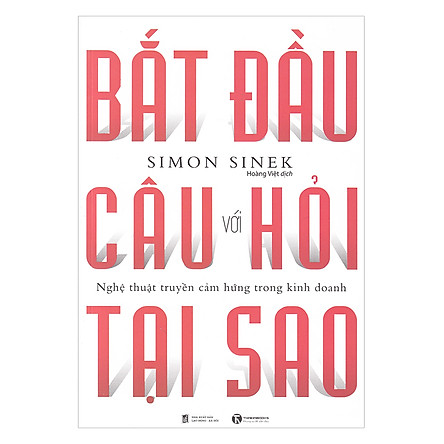 BẮT ĐẦU
SIMON SINEK
Hoàng Việt dịch
CÂU với HỎI
Nghệ thuật truyền cảm hứng trong kinh doanh
TẠI SAO